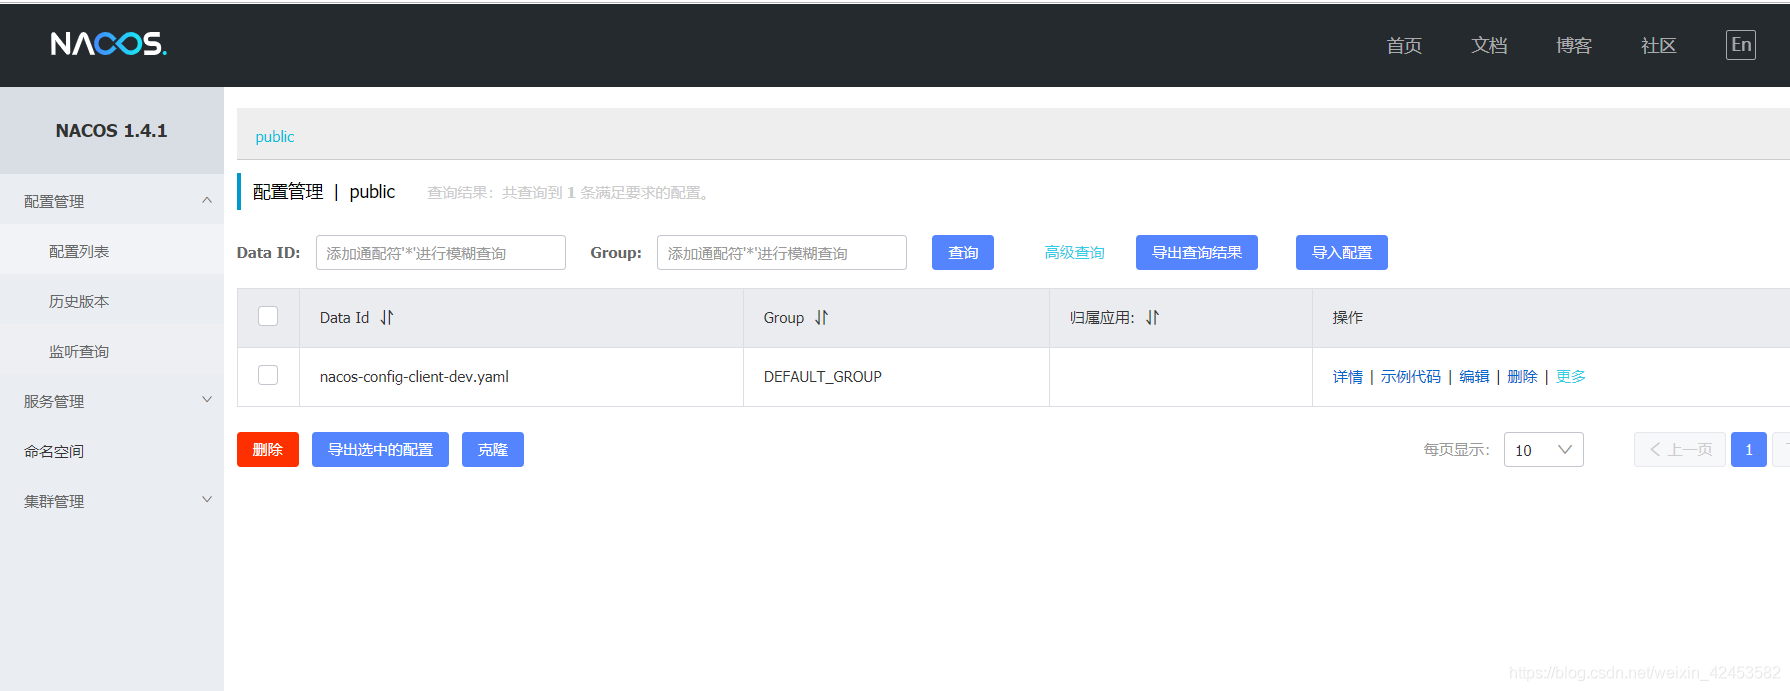 NACOS.
首页 文档 博客 社区 En
NACOS 1.4.1
public
配置管理
配置列表
历史版本
监听查询
服务管理
命名空间
集群管理
配置管理 | public 查询结果：共查询到 1 条满足要求的配置。
Data ID: 添加通配符'*'进行模糊查询 Group: 添加通配符'*'进行模糊查询 查询 高级查询 导出查询结果 导入配置
Data Id Group 归属应用: 操作
nacos-config-client-dev.yaml DEFAULT_GROUP 详情 | 示例代码 | 编辑 | 删除 | 更多
删除 导出选中的配置 克隆 每页显示: 10 上一页 1
https://blog.csdn.net/weixin_42453582